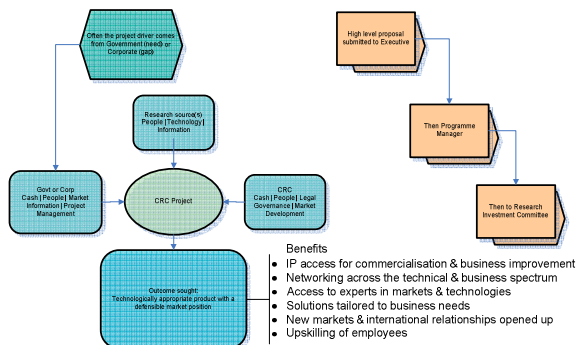 Often the project driver comes
from Government (need) or
Corporate (gap)
High level proposal
submitted to Executive
Research source(s)
People|Technology|
Information
Then Programme
Manager
Govt or Corp
Cash|People| Market
Information|Project
Management
CRC Project
CRC
Cash|People| Legal
Governance|Market
Development
Then to Research
Investment Committee
Outcome sought:
Technologically appropriate product with a
defensible market position
Benefits
• IP access for commercialisation & business improvement
• Networking across the technical & business spectrum
• Access to experts in markets & technologies
• Solutions tailored to business needs
• New markets & international relationships opened up
• Upskilling of employees